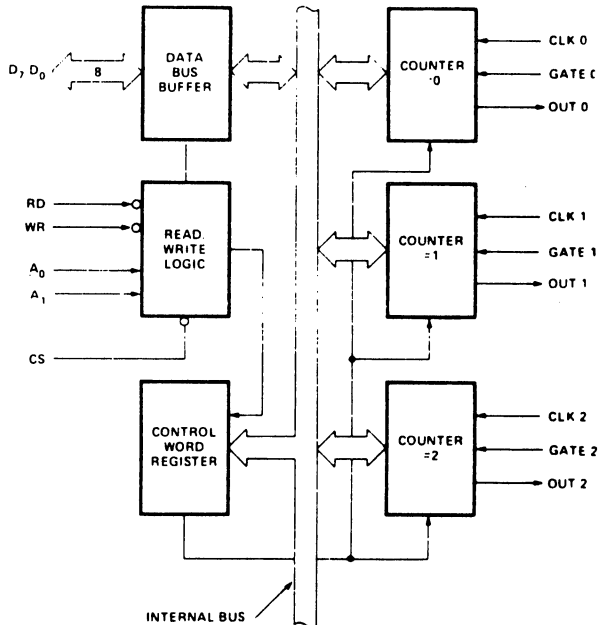 D7 D0
8
DATA
BUS
BUFFER
COUNTER
'0
CLK 0
GATE 0
OUT 0
RD
WR
A0
A1
CS
READ
WRITE
LOGIC
COUNTER
=1
CLK 1
GATE 1
OUT 1
CONTROL
WORD
REGISTER
COUNTER
=2
CLK 2
GATE 2
OUT 2
INTERNAL BUS